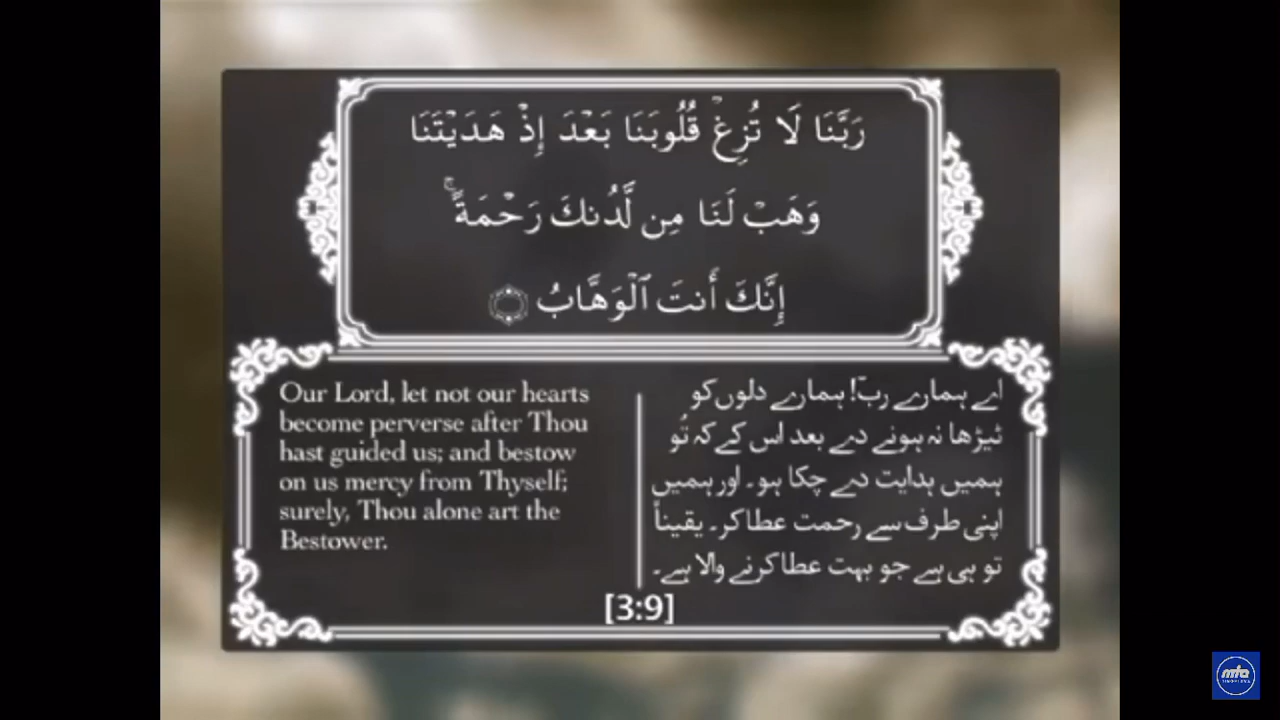 رَبَّنَا لَا تُزِغْ قُلُوبَنَا بَعْدَ إِذْ هَدَيْتَنَا
وَهَبْ لَنَا مِن لَّدُنكَ رَحْمَةً ۚ
إِنَّكَ أَنتَ ٱلْوَهَّابُ
Our Lord, let not our hearts
become perverse after Thou
hast guided us; and bestow
on us mercy from Thyself;
surely, Thou alone art the
Bestower.
اے ہمارے ربّ! ہمارے دلوں کو
ٹیڑھا نہ ہونے دے بعد اس کے کہ تُو
ہمیں ہدایت دے چکا ہو۔ اور ہمیں
اپنی طرف سے رحمت عطا کر۔ یقیناً
تو ہی ہے جو بہت عطا کرنے والا ہے۔
[3:9]
mta